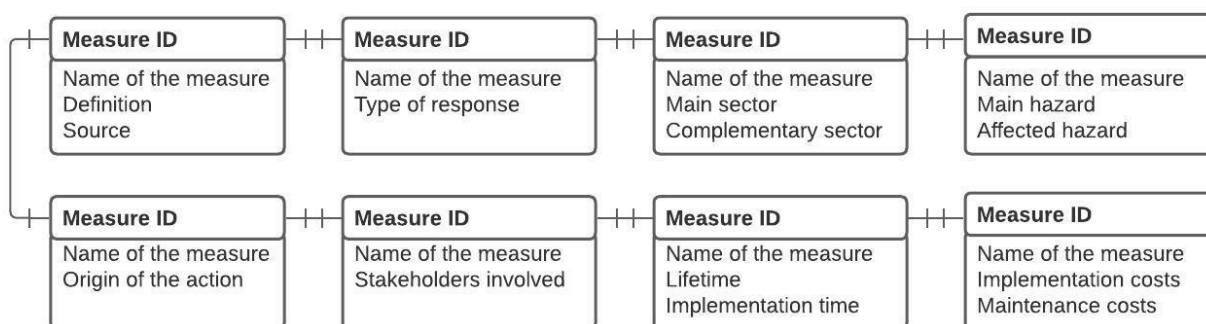 Measure ID
Name of the measure
Definition
Source
Measure ID
Name of the measure
Type of response
Measure ID
Name of the measure
Main sector
Complementary sector
Measure ID
Name of the measure
Main hazard
Affected hazard
Measure ID
Name of the measure
Origin of the action
Measure ID
Name of the measure
Stakeholders involved
Measure ID
Name of the measure
Lifetime
Implementation time
Measure ID
Name of the measure
Implementation costs
Maintenance costs